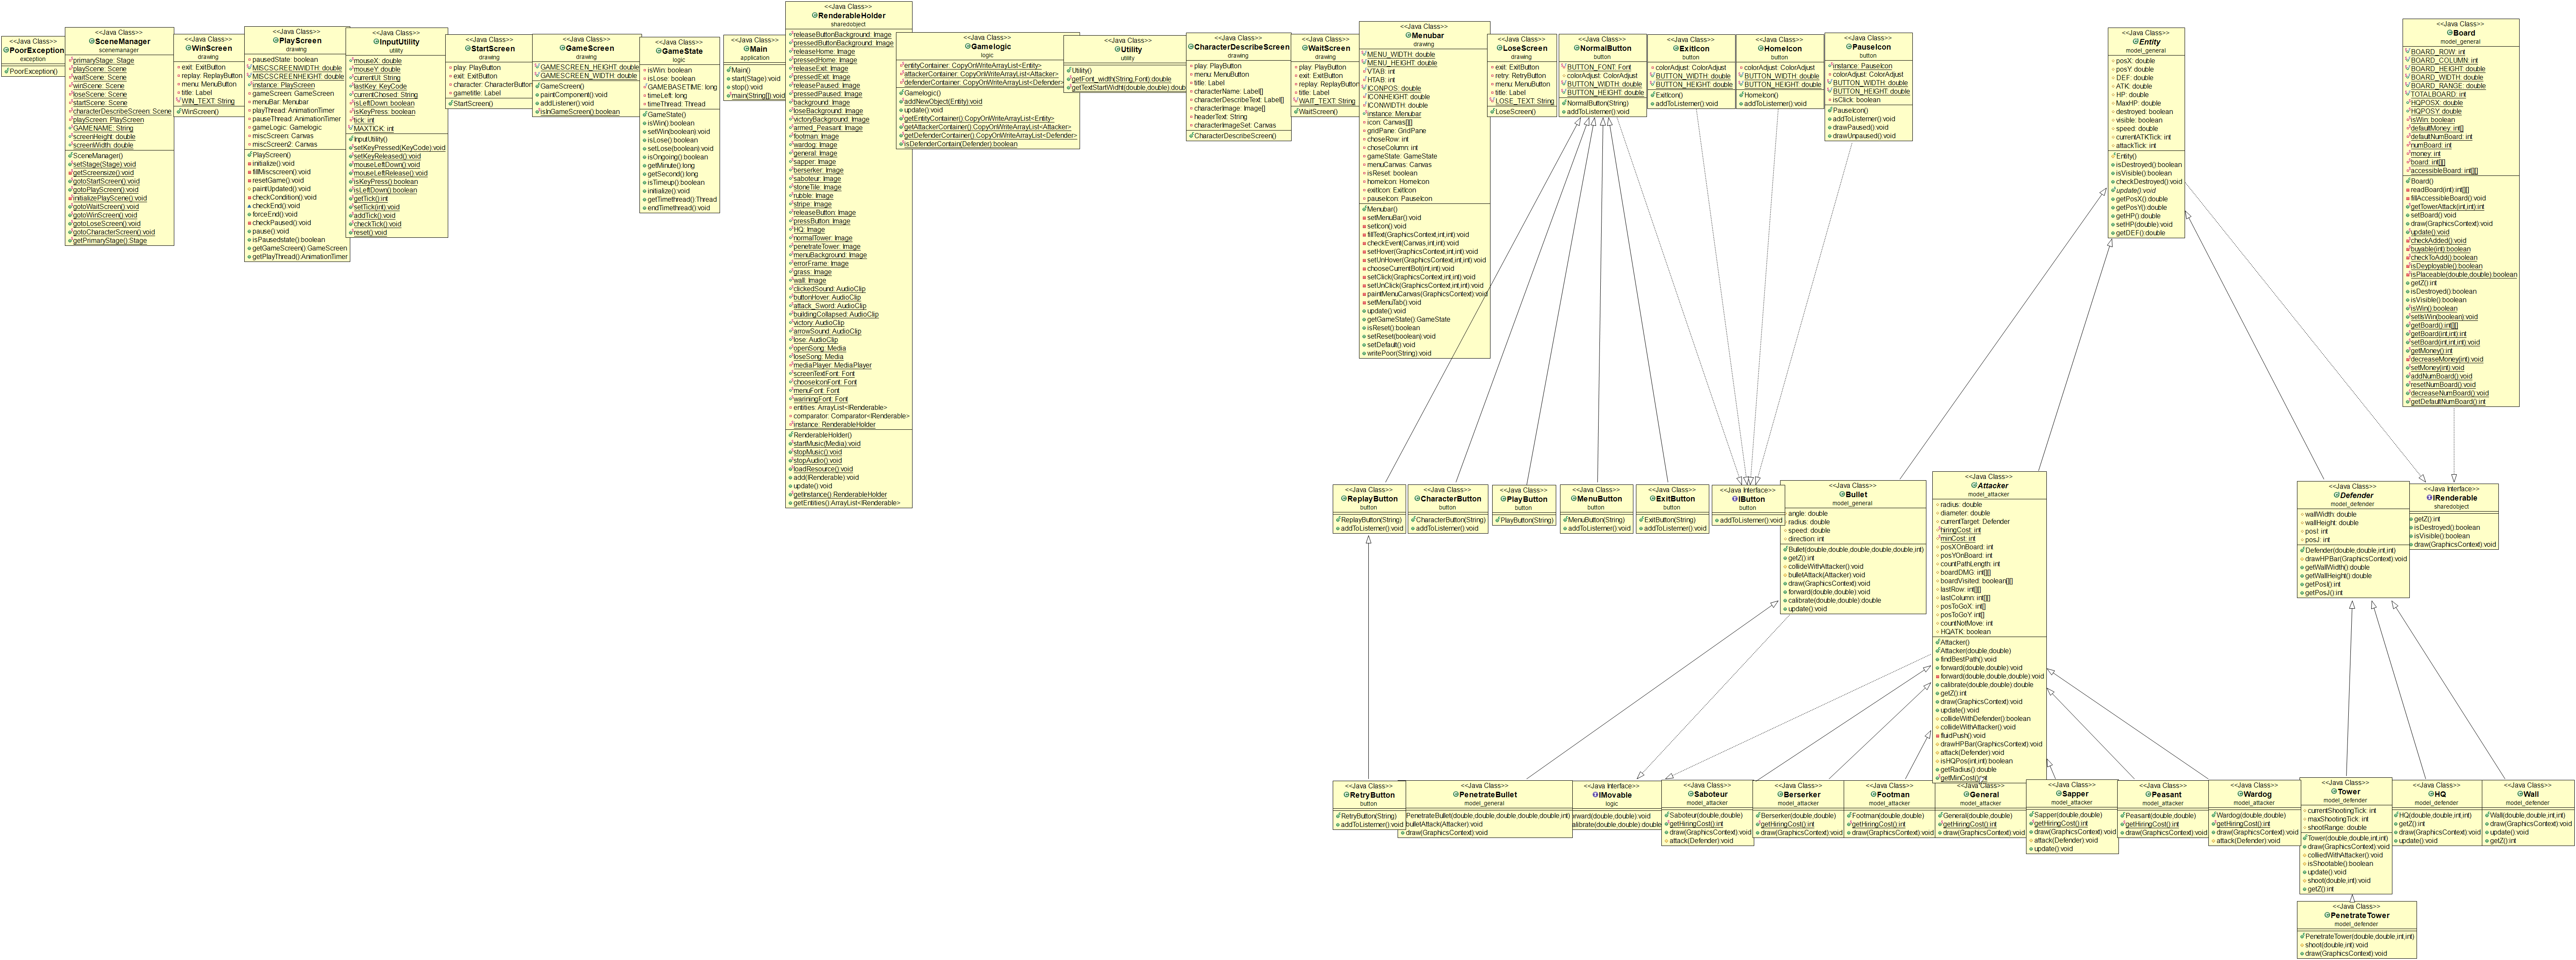 <<Java Class>>
PoorException
exception
PoorException()
<<Java Class>>
SceneManager
scenemanager
primaryStage: Stage
playScene: Scene
waitScene: Scene
winScene: Scene
loseScene: Scene
startScene: Scene
characterDescribeScreen: Scene
playScreen: PlayScreen
GAMENAME: String
screenHeight: double
screenWidth: double
SceneManager()
setStage(Stage):void
getScreensize():void
gotoStartScreen():void
gotoPlayScreen():void
initializePlayScene():void
gotoWaitScreen():void
gotoWinScreen():void
gotoLoseScreen():void
gotoCharacterScreen():void
getPrimaryStage():Stage
<<Java Class>>
WinScreen
drawing
exit: ExitButton
replay: ReplayButton
menu: MenuButton
title: Label
WIN_TEXT: String
WinScreen()
<<Java Class>>
PlayScreen
drawing
pausedState: boolean
MISCSCREENWIDTH: double
MISCSCREENHEIGHT: double
instance: PlayScreen
gameScreen: GameScreen
menuBar: Menubar
playThread: AnimationTimer
pauseThread: AnimationTimer
gameLogic: Gamelogic
miscScreen: Canvas
miscScreen2: Canvas
PlayScreen()
initialize():void
fillMiscscreen():void
resetGame():void
paintUpdated():void
checkCondition():void
checkEnd():void
forceEnd():void
checkPaused():void
pause():void
isPausedstate():boolean
getGameScreen():GameScreen
getPlayThread():AnimationTimer
<<Java Class>>
InputUtility
utility
mouseX: double
mouseY: double
lastKey: KeyCode
currentUI: String
currentChosed: String
isLeftDown: boolean
isKeyPress: boolean
tick: int
MAXTICK: int
InputUtility()
setKeyPressed(KeyCode):void
setKeyReleased():void
mouseLeftDown():void
mouseLeftRelease():void
isKeyPress():boolean
isLeftDown():boolean
getTick():int
setTick(int):void
addTick():void
checkTick():void
reset():void
<<Java Class>>
StartScreen
drawing
play: PlayButton
exit: ExitButton
character: CharacterButton
gametitle: Label
StartScreen()
<<Java Class>>
GameScreen
drawing
GAMESCREEN_HEIGHT: double
GAMESCREEN_WIDTH: double
GameScreen()
paintComponent():void
addListener():void
isInGameScreen():boolean
<<Java Class>>
GameState
logic
isWin: boolean
isLose: boolean
GAMEBASETIME: long
timeLeft: long
timeThread: Thread
GameState()
isWin():boolean
setWin(boolean):void
isLose():boolean
setLose(boolean):void
isOngoing():boolean
getMinute():long
getSecond():long
isTimeup():boolean
initialize():void
getTimethread():Thread
endTimethread():void
<<Java Class>>
Main
application
Main()
start(Stage):void
stop():void
main(String[]):void
<<Java Class>>
RenderableHolder
sharedobject
releaseButtonBackground: Image
pressedButtonBackground: Image
releaseHome: Image
pressedHome: Image
releaseExit: Image
pressedExit: Image
releasePaused: Image
pressedPaused: Image
background: Image
loseBackground: Image
victoryBackground: Image
armed_Peasant: Image
footman: Image
wardog: Image
general: Image
sapper: Image
berserker: Image
saboteur: Image
stoneTile: Image
rubble: Image
stripe: Image
releaseButton: Image
pressButton: Image
HQ: Image
normalTower: Image
penetrateTower: Image
menuBackground: Image
errorFrame: Image
grass: Image
wall: Image
clickedSound: AudioClip
buttonHover: AudioClip
attack_Sword: AudioClip
buildingCollapsed: AudioClip
victory: AudioClip
arrowSound: AudioClip
lose: AudioClip
openSong: Media
loseSong: Media
mediaPlayer: MediaPlayer
screenTextFont: Font
chooseIconFont: Font
menuFont: Font
wariningFont: Font
entities: ArrayList<IRenderable>
comparator: Comparator<IRenderable>
instance: RenderableHolder
RenderableHolder()
startMusic(Media):void
stopMusic():void
stopAudio():void
loadResource():void
add(IRenderable):void
update():void
getInstance():RenderableHolder
getEntities():ArrayList<IRenderable>
<<Java Class>>
Gamelogic
logic
entityContainer: CopyOnWriteArrayList<Entity>
attackerContainer: CopyOnWriteArrayList<Attacker>
defenderContainer: CopyOnWriteArrayList<Defender>
Gamelogic()
addNewObject(Entity):void
update():void
getEntityContainer():CopyOnWriteArrayList<Entity>
getAttackerContainer():CopyOnWriteArrayList<Attacker>
getDefenderContainer():CopyOnWriteArrayList<Defender>
isDefenderContain(Defender):boolean
<<Java Class>>
Utility
utility
Utility()
getFont_width(String,Font):double
getTextStartWidht(double,double):doub
<<Java Class>>
CharacterDescribeScreen
drawing
play: PlayButton
menu: MenuButton
title: Label
characterName: Label[]
characterDescribeText: Label[]
characterImage: Image[]
headerText: String
characterImageSet: Canvas
CharacterDescribeScreen()
<<Java Class>>
WaitScreen
drawing
play: PlayButton
exit: ExitButton
replay: ReplayButton
title: Label
WAIT_TEXT: String
WaitScreen()
<<Java Class>>
Menubar
drawing
MENU_WIDTH: double
MENU_HEIGHT: double
VTAB: int
HTAB: int
ICONPOS: double
ICONHEIGHT: double
ICONWIDTH: double
instance: Menubar
icon: Canvas[][]
gridPane: GridPane
choseRow: int
choseColumn: int
gameState: GameState
menuCanvas: Canvas
isReset: boolean
homeIcon: HomeIcon
exitIcon: ExitIcon
pauseIcon: PauseIcon
Menubar()
setMenuBar():void
setIcon():void
fillText(GraphicsContext,int,int):void
checkEvent(Canvas,int,int):void
setHover(GraphicsContext,int,int):void
setUnHover(GraphicsContext,int,int):void
chooseCurrentBot(int,int):void
setClick(GraphicsContext,int,int):void
setUnClick(GraphicsContext,int,int):void
paintMenuCanvas(GraphicsContext):void
setMenuTab():void
update():void
getGameState():GameState
isReset():boolean
setReset(boolean):void
setDefault():void
writePoor(String):void
<<Java Class>>
LoseScreen
drawing
exit: ExitButton
retry: RetryButton
menu: MenuButton
title: Label
LOSE_TEXT: String
LoseScreen()
<<Java Class>>
NormalButton
button
BUTTON_FONT: Font
colorAdjust: ColorAdjust
BUTTON_WIDTH: double
BUTTON_HEIGHT: double
NormalButton(String)
addToListerner():void
<<Java Class>>
ExitIcon
button
colorAdjust: ColorAdjust
BUTTON_WIDTH: double
BUTTON_HEIGHT: double
ExitIcon()
addToListerner():void
<<Java Class>>
HomeIcon
button
colorAdjust: ColorAdjust
BUTTON_WIDTH: double
BUTTON_HEIGHT: double
HomeIcon()
addToListerner():void
<<Java Class>>
PauseIcon
button
instance: PauseIcon
colorAdjust: ColorAdjust
BUTTON_WIDTH: double
BUTTON_HEIGHT: double
isClick: boolean
PauseIcon()
addToListerner():void
drawPaused():void
drawUnpaused():void
<<Java Class>>
Entity
model_general
posX: double
posY: double
DEF: double
ATK: double
HP: double
MaxHP: double
destroyed: boolean
visible: boolean
speed: double
currentATKTick: int
attackTick: int
Entity()
isDestroyed():boolean
isVisible():boolean
checkDestroyed():void
update():void
getPosX():double
getPosY():double
getHP():double
setHP(double):void
getDEF():double
<<Java Class>>
Board
model_general
BOARD_ROW: int
BOARD_COLUMN: int
BOARD_HEIGHT: double
BOARD_WIDTH: double
BOARD_RANGE: double
TOTALBOARD: int
HQPOSX: double
HQPOSY: double
isWin: boolean
defaultMoney: int[]
defaultNumBoard: int
numBoard: int
money: int
board: int[][]
accessibleBoard: int[][]
Board()
readBoard(int):int[][]
fillAccessibleBoard():void
getTowerAttack(int,int):int
setBoard():void
draw(GraphicsContext):void
update():void
checkAdded():void
buyable(int):boolean
checkToAdd():boolean
isDeyployable():boolean
isPlaceable(double,double):boolean
getZ():int
isDestroyed():boolean
isVisible():boolean
isWin():boolean
setIsWin(boolean):void
getBoard():int[][]
getBoard(int,int):int
setBoard(int,int,int):void
getMoney():int
decreaseMoney(int):void
setMoney(int):void
addNumBoard():void
resetNumBoard():void
decreaseNumBoard():void
getDefaultNumBoard():int
<<Java Class>>
ReplayButton
button
ReplayButton(String)
addToListerner():void
<<Java Class>>
CharacterButton
button
CharacterButton(String)
addToListerner():void
<<Java Class>>
PlayButton
button
PlayButton(String)
<<Java Class>>
MenuButton
button
MenuButton(String)
addToListerner():void
<<Java Class>>
ExitButton
button
ExitButton(String)
addToListerner():void
<<Java Interface>>
IButton
button
addToListerner():void
<<Java Class>>
Bullet
model_general
angle: double
radius: double
speed: double
direction: int
Bullet(double,double,double,double,double,int)
getZ():int
collideWithAttacker():void
bulletAttack(Attacker):void
draw(GraphicsContext):void
forward(double,double):void
calibrate(double,double):double
update():void
<<Java Class>>
Attacker
model_attacker
radius: double
diameter: double
currentTarget: Defender
hiringCost: int
minCost: int
posXOnBoard: int
posYOnBoard: int
countPathLength: int
boardDMG: int[][]
boardVisited: boolean[][]
lastRow: int[][]
lastColumn: int[][]
posToGoX: int[]
posToGoY: int[]
countNotMove: int
HQATK: boolean
Attacker()
Attacker(double,double)
findBestPath():void
forward(double,double):void
forward(double,double,double):void
calibrate(double,double):double
getZ():int
draw(GraphicsContext):void
update():void
collideWithDefender():boolean
collideWithAttacker():void
fluidPush():void
drawHPBar(GraphicsContext):void
attack(Defender):void
isHQPos(int,int):boolean
getRadius():double
getMinCost():int
<<Java Class>>
Defender
model_defender
wallWidth: double
wallHeight: double
posI: int
posJ: int
Defender(double,double,int,int)
drawHPBar(GraphicsContext):void
getWallWidth():double
getWallHeight():double
getPosI():int
getPosJ():int
<<Java Interface>>
IRenderable
sharedobject
getZ():int
isDestroyed():boolean
isVisible():boolean
draw(GraphicsContext):void
<<Java Class>>
RetryButton
button
RetryButton(String)
addToListerner():void
<<Java Class>>
PenetrateBullet
model_general
PenetrateBullet(double,double,double,double,double,int)
bulletAttack(Attacker):void
draw(GraphicsContext):void
<<Java Interface>>
IMovable
logic
orward(double,double):void
alibrate(double,double):double
<<Java Class>>
Saboteur
model_attacker
Saboteur(double,double)
getHiringCost():int
draw(GraphicsContext):void
attack(Defender):void
<<Java Class>>
Berserker
model_attacker
Berserker(double,double)
getHiringCost():int
draw(GraphicsContext):void
<<Java Class>>
Footman
model_attacker
Footman(double,double)
getHiringCost():int
draw(GraphicsContext):void
<<Java Class>>
General
model_attacker
General(double,double)
getHiringCost():int
draw(GraphicsContext):void
<<Java Class>>
Sapper
model_attacker
Sapper(double,double)
getHiringCost():int
draw(GraphicsContext):void
attack(Defender):void
update():void
<<Java Class>>
Peasant
model_attacker
Peasant(double,double)
getHiringCost():int
draw(GraphicsContext):void
<<Java Class>>
Wardog
model_attacker
Wardog(double,double)
getHiringCost():int
draw(GraphicsContext):void
attack(Defender):void
<<Java Class>>
Tower
model_defender
currentShootingTick: int
maxShootingTick: int
shootRange: double
Tower(double,double,int,int)
draw(GraphicsContext):void
colliedWithAttacker():void
isShootable():boolean
update():void
shoot(double,int):void
getZ():int
<<Java Class>>
HQ
model_defender
HQ(double,double,int,int)
getZ():int
draw(GraphicsContext):void
update():void
<<Java Class>>
Wall
model_defender
Wall(double,double,int,int)
draw(GraphicsContext):void
update():void
getZ():int
<<Java Class>>
PenetrateTower
model_defender
PenetrateTower(double,double,int,int)
shoot(double,int):void
draw(GraphicsContext):void